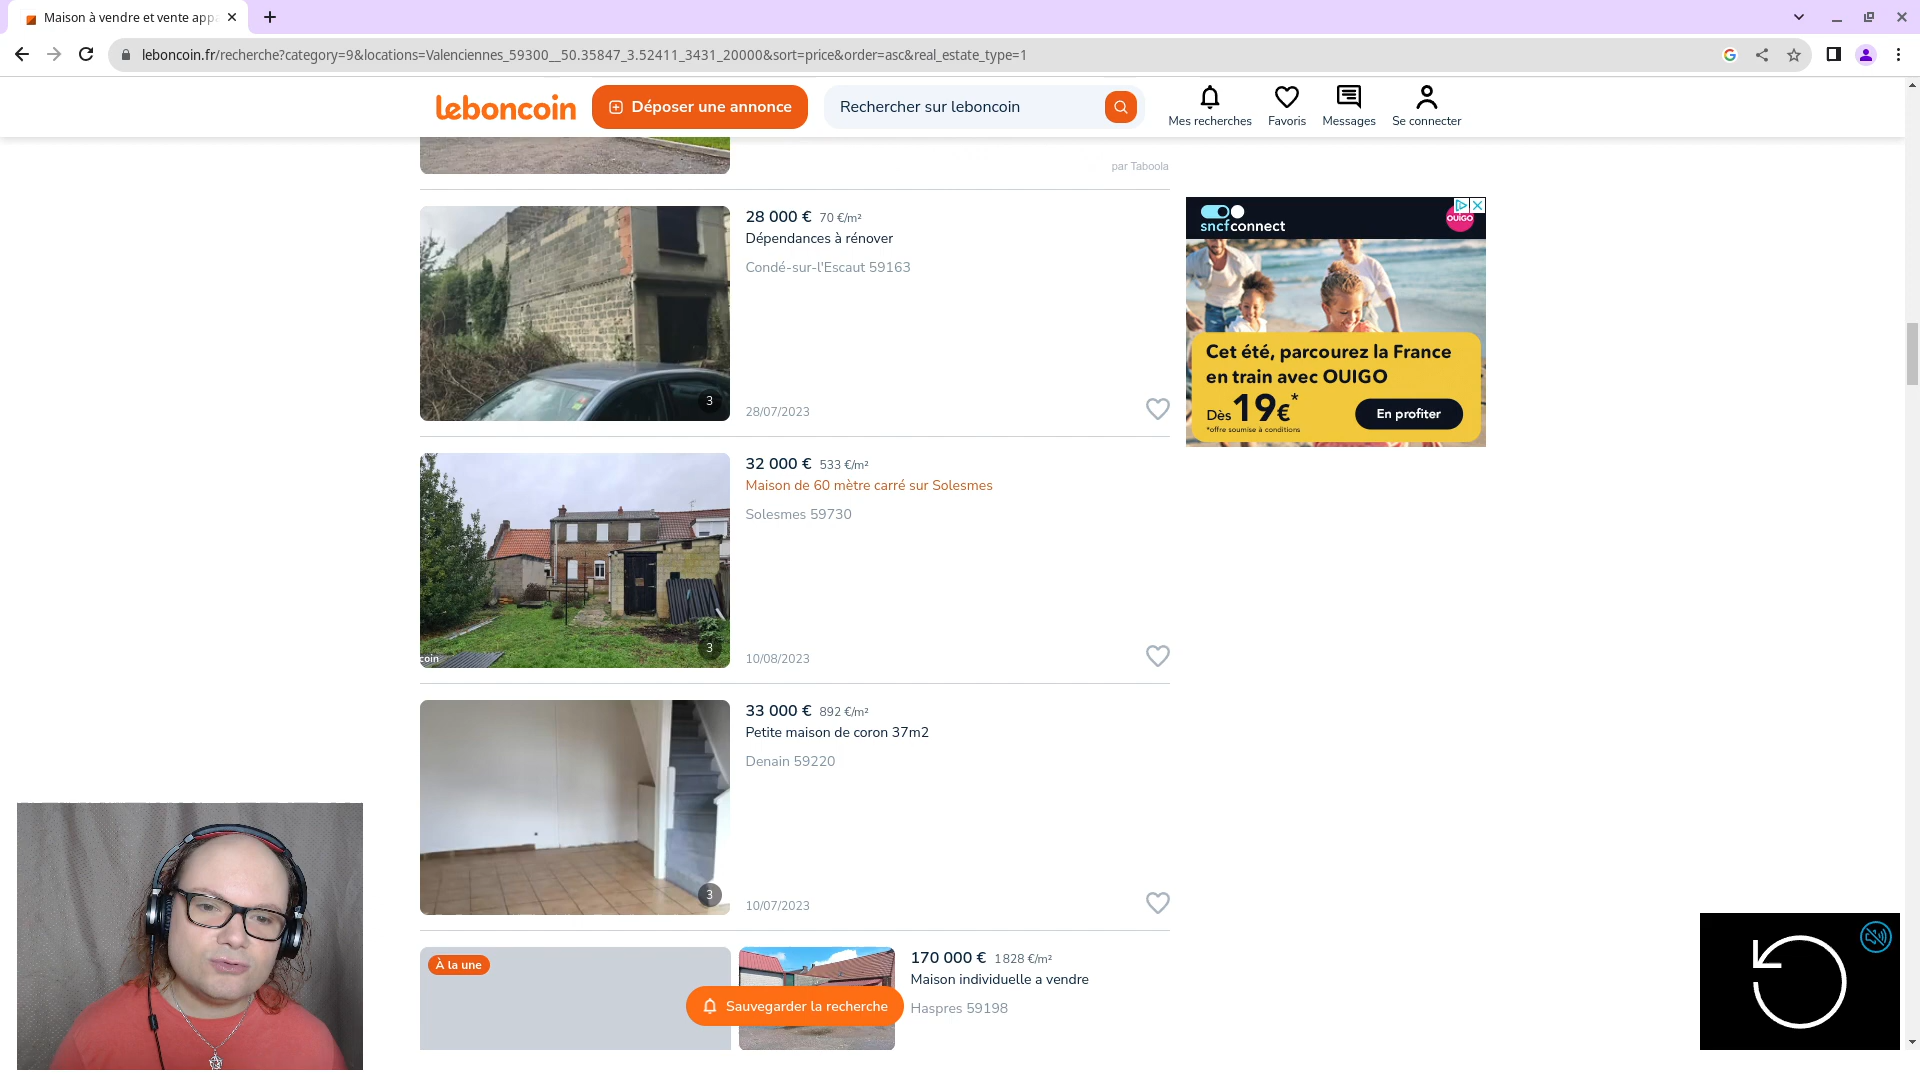 Maison à vendre et vente appa
leboncoin.fr/recherche?category=9&locations=Valenciennes_59300__50.35847_3.52411_3431_20000&sort=price&order=asc&real_estate_type=1
leboncoin
Déposer une annonce
Rechercher sur leboncoin
Mes recherches
Favoris
Messages
Se connecter
par Taboola
28 000 € 70 €/m²
Dépendances à rénover
Condé-sur-l'Escaut 59163
3
28/07/2023
sncfconnect
OUIGO
Cet été, parcourez la France
en train avec OUIGO
Dès 19€*
*offre soumise à conditions
En profiter
32 000 € 533 €/m²
Maison de 60 mètre carré sur Solesmes
Solesmes 59730
coin
3
10/08/2023
33 000 € 892 €/m²
Petite maison de coron 37m2
Denain 59220
3
10/07/2023
À la une
170 000 € 1 828 €/m²
Maison individuelle a vendre
Haspres 59198
Sauvegarder la recherche